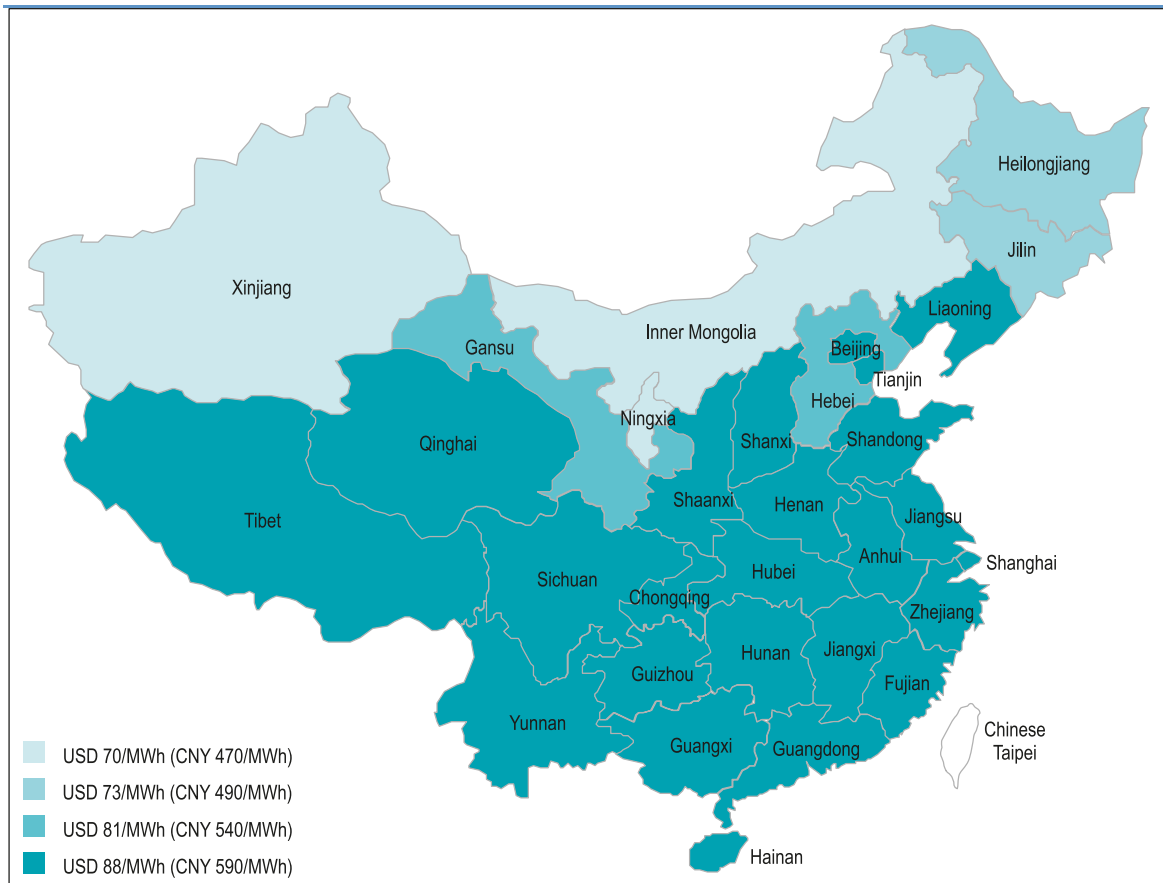 Heilongjiang
Jilin
Xinjiang
Liaoning
Inner Mongolia
Gansu
Beijing
Tianjin
Hebei
Ningxia
Shanxi
Shandong
Qinghai
Shaanxi
Henan
Jiangsu
Tibet
Anhui
Shanghai
Sichuan
Hubei
Chongqing
Zhejiang
Hunan
Jiangxi
Guizhou
Fujian
Yunnan
Guangxi
Guangdong
Chinese
Taipei
Hainan
USD 70/MWh (CNY 470/MWh)
USD 73/MWh (CNY 490/MWh)
USD 81/MWh (CNY 540/MWh)
USD 88/MWh (CNY 590/MWh)